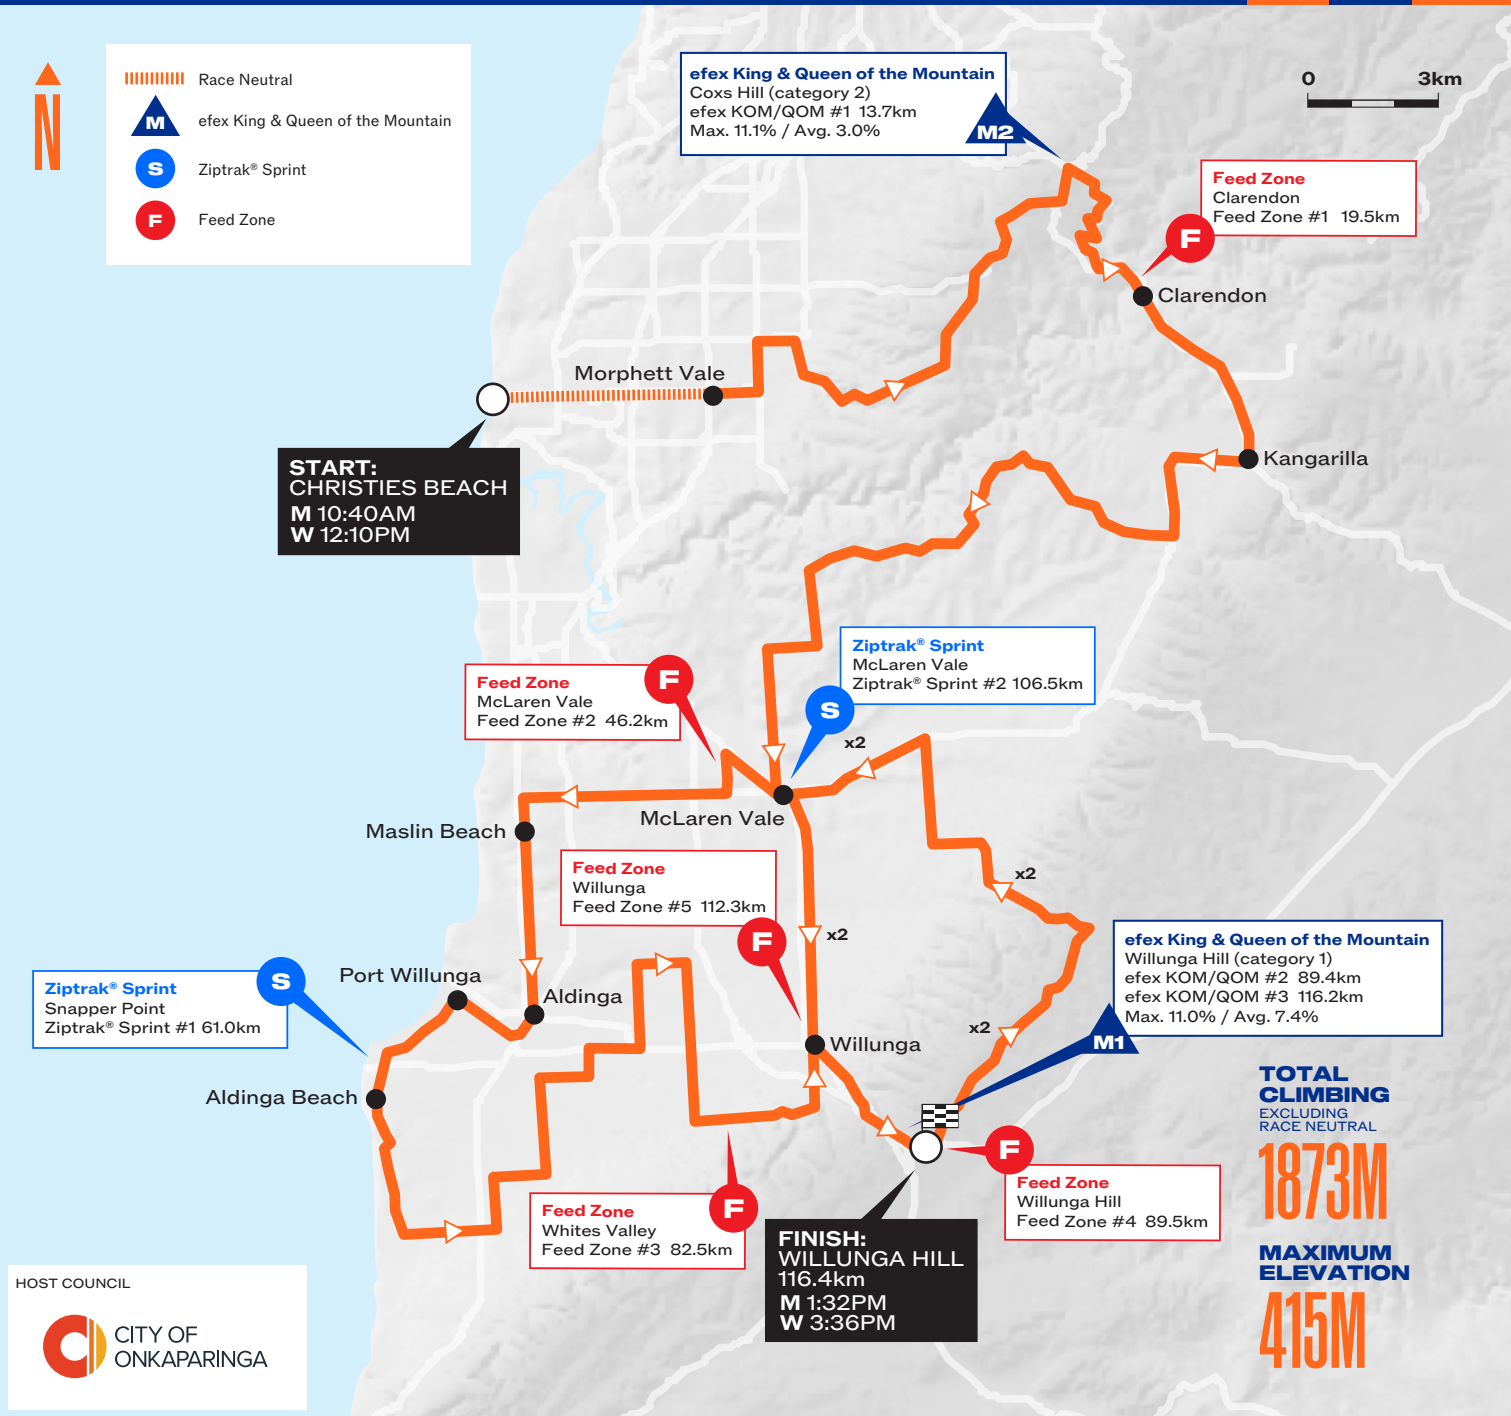 N
Race Neutral
M
efex King & Queen of the Mountain
S
Ziptrak® Sprint
F
Feed Zone
efex King & Queen of the Mountain
Coxs Hill (category 2)
efex KOM/QOM #1 13.7km
Max. 11.1% / Avg. 3.0%
M2
0 3km
Feed Zone
Clarendon
Feed Zone #1 19.5km
F
Clarendon
Morphett Vale
Kangarilla
START:
CHRISTIES BEACH
M 10:40AM
W 12:10PM
Ziptrak® Sprint
McLaren Vale
Ziptrak® Sprint #2 106.5km
S
Feed Zone
McLaren Vale
Feed Zone #2 46.2km
F
x2
McLaren Vale
Maslin Beach
Feed Zone
Willunga
Feed Zone #5 112.3km
F
x2
x2
efex King & Queen of the Mountain
Willunga Hill (category 1)
efex KOM/QOM #2 89.4km
efex KOM/QOM #3 116.2km
Max. 11.0% / Avg. 7.4%
M1
Port Willunga
Aldinga
Ziptrak® Sprint
Snapper Point
Ziptrak® Sprint #1 61.0km
S
x2
Willunga
Aldinga Beach
TOTAL
CLIMBING
EXCLUDING
RACE NEUTRAL
1873M
F
Feed Zone
Willunga Hill
Feed Zone #4 89.5km
Feed Zone
Whites Valley
Feed Zone #3 82.5km
F
FINISH:
WILLUNGA HILL
116.4km
M 1:32PM
W 3:36PM
MAXIMUM
ELEVATION
415M
HOST COUNCIL
CITY OF
ONKAPARINGA